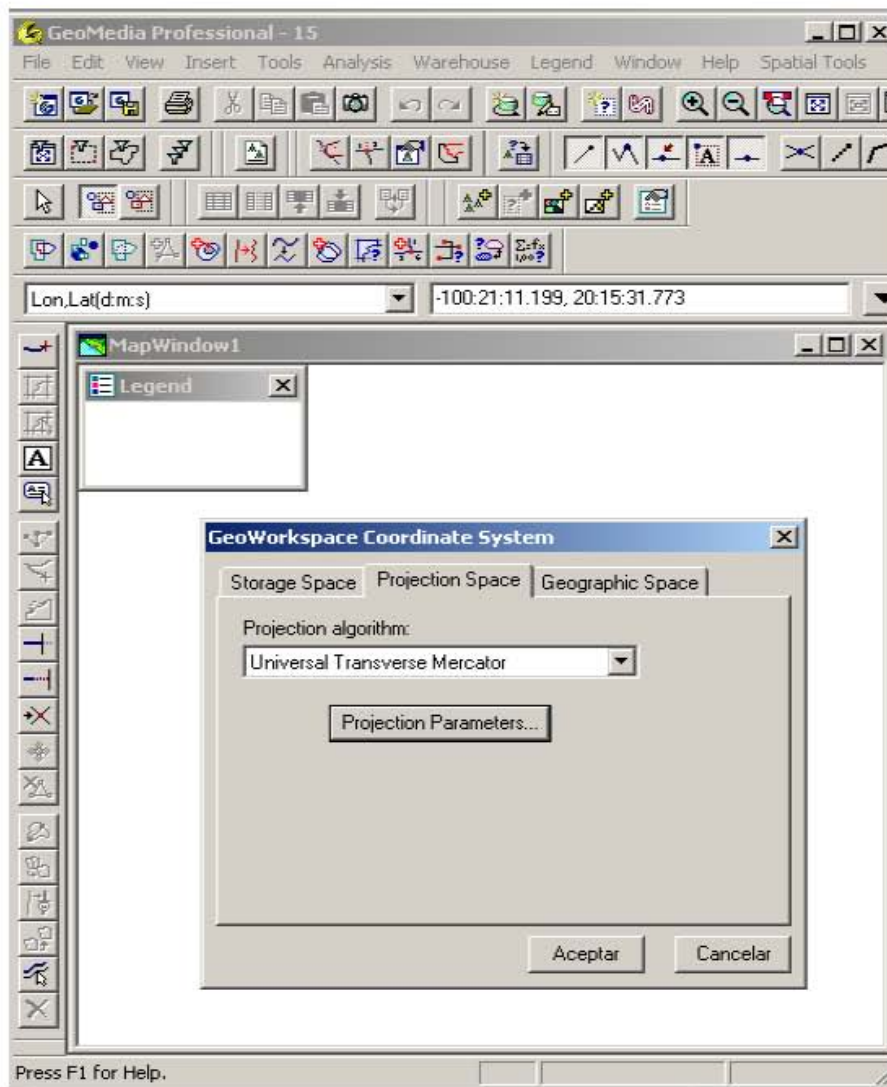 GeoMedia Professional - 15
File Edit View Insert Tools Analysis Warehouse Legend Window Help Spatial Tools
Lon,Lat(d:m:s) -100:21:11.199, 20:15:31.773
MapWindow1
Legend
GeoWorkspace Coordinate System
Storage Space Projection Space Geographic Space
Projection algorithm:
Universal Transverse Mercator
Projection Parameters...
Aceptar Cancelar
Press F1 for Help.